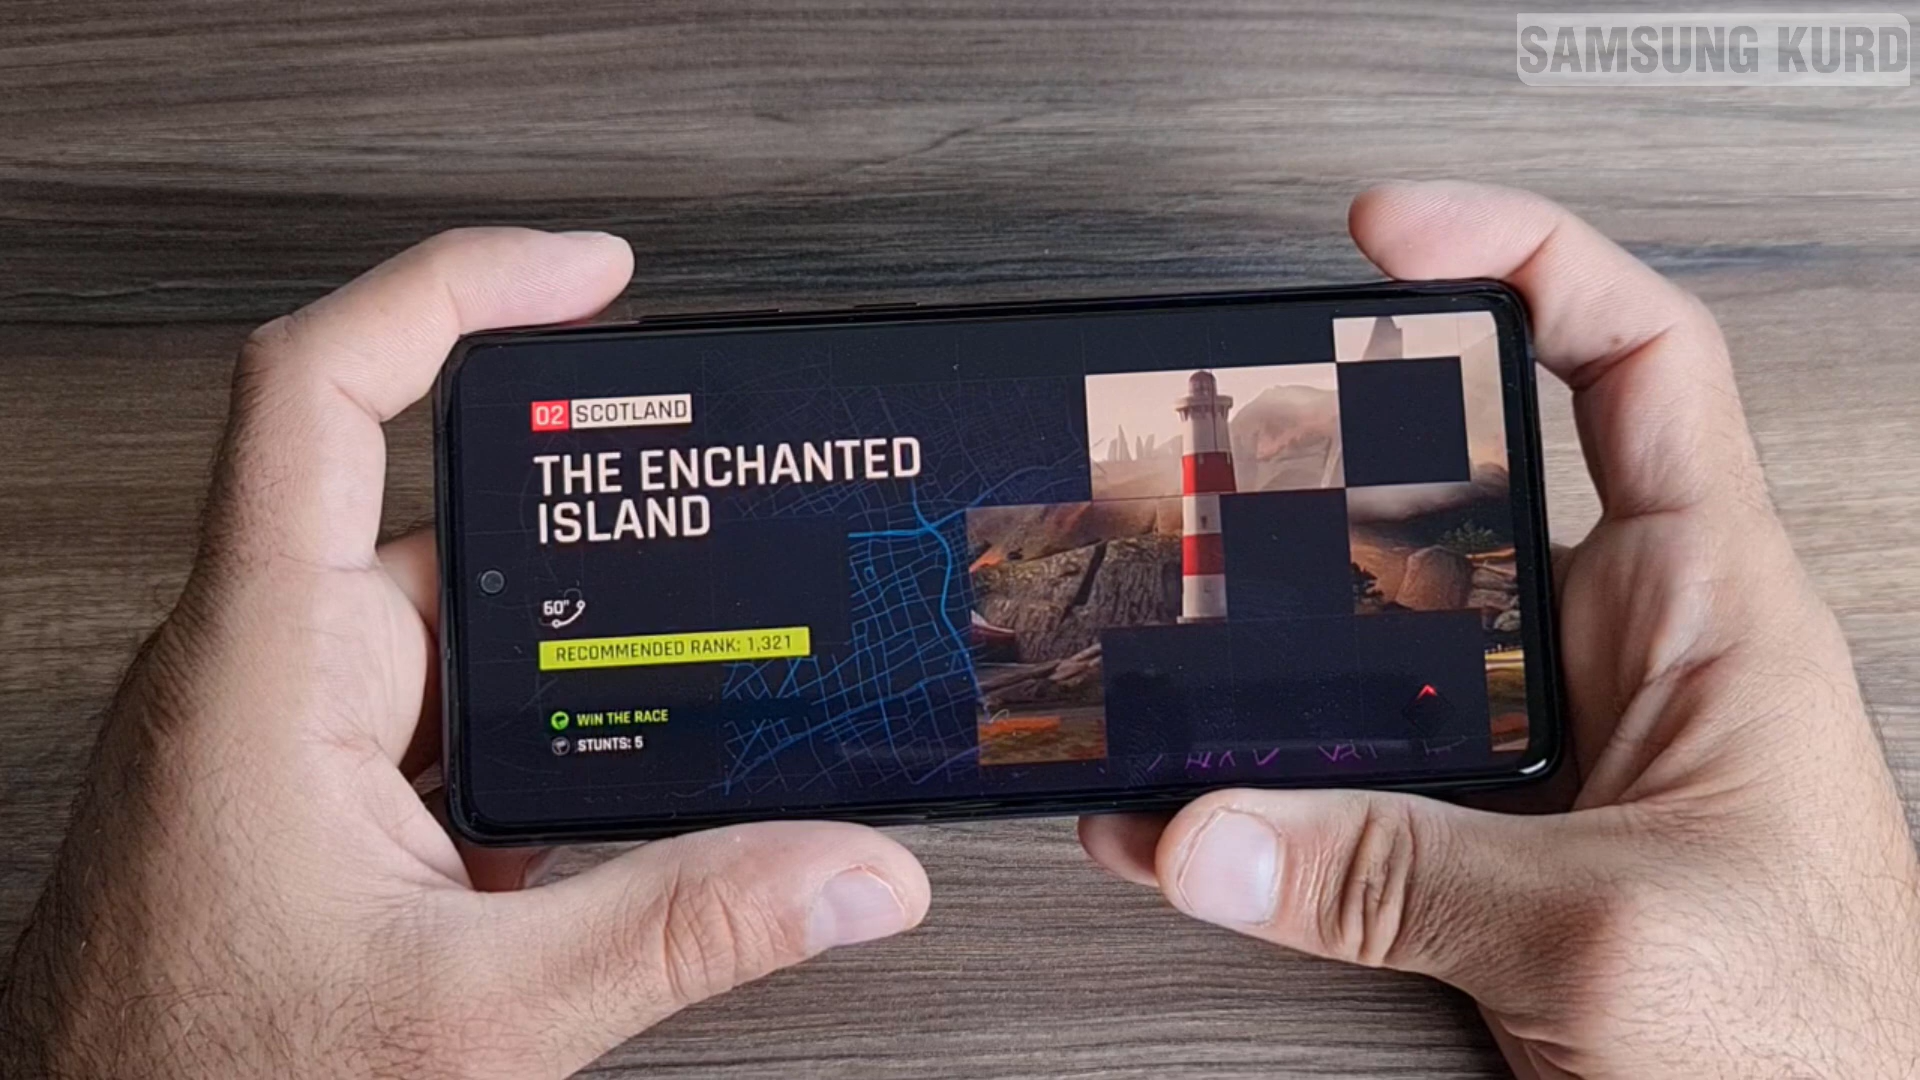 SAMSUNG KURD
02 SCOTLAND
THE ENCHANTED
ISLAND
60"
RECOMMENDED RANK: 1,321
WIN THE RACE
STUNTS: 5